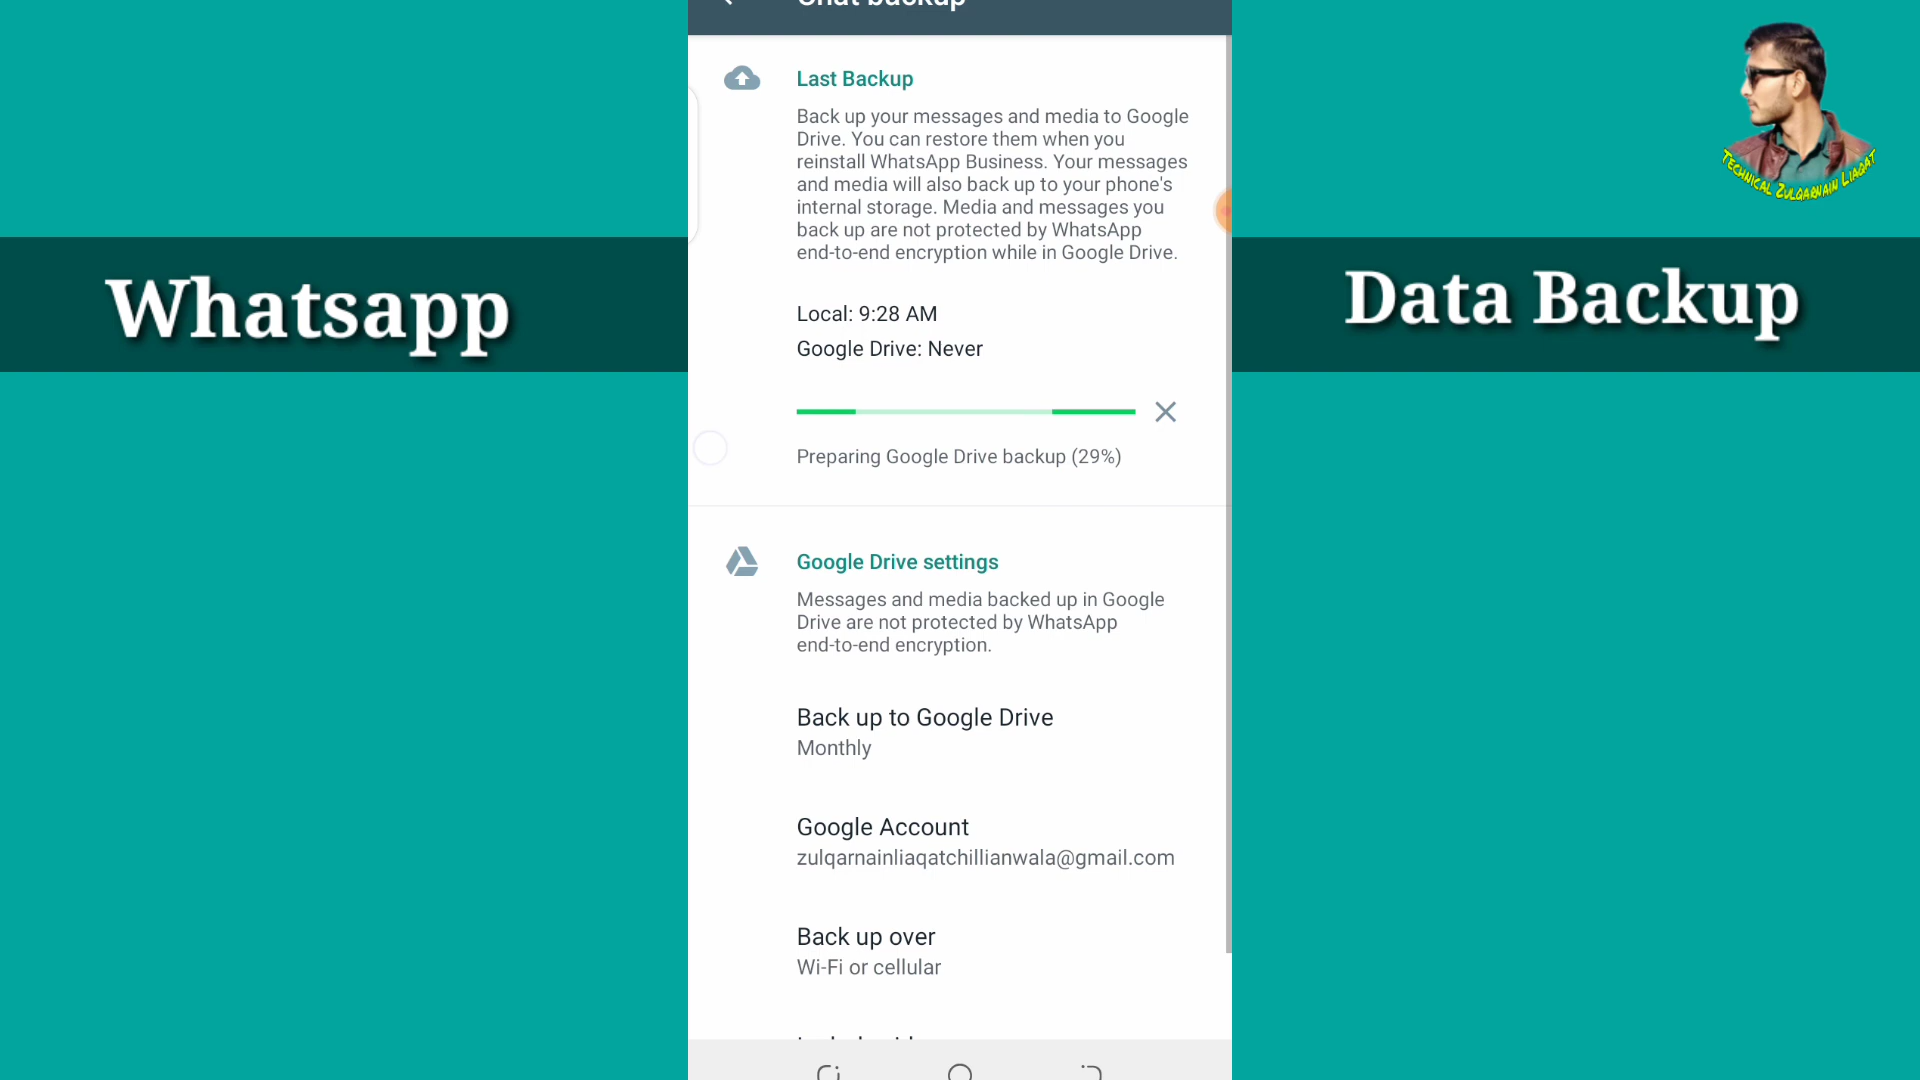 Chat backup
Last Backup
Back up your messages and media to Google
Drive. You can restore them when you
reinstall WhatsApp Business. Your messages
and media will also back up to your phone's
internal storage. Media and messages you
back up are not protected by WhatsApp
end-to-end encryption while in Google Drive.
Local: 9:28 AM
Google Drive: Never
Preparing Google Drive backup (29%)
Google Drive settings
Messages and media backed up in Google
Drive are not protected by WhatsApp
end-to-end encryption.
Back up to Google Drive
Monthly
Google Account
zulqarnainliaqatchillianwala@gmail.com
Back up over
Wi-Fi or cellular
Whatsapp
Data Backup
TECHNICAL ZULQARNAIN LIAQAT